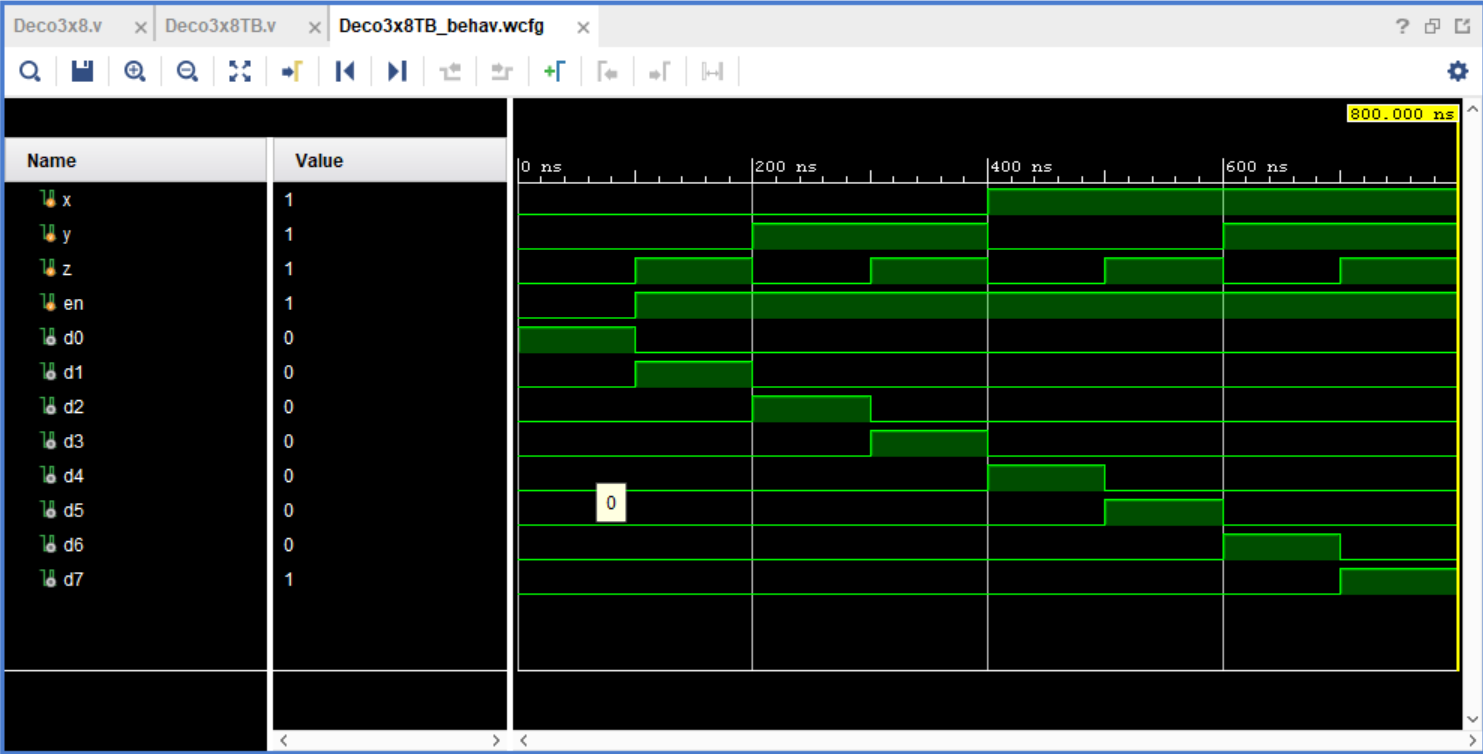 Deco3x8.v × Deco3x8TB.v × Deco3x8TB_behav.wcfg ×
800.000 ns
Name Value 0 ns 200 ns 400 ns 600 ns
x 1
y 1
z 1
en 1
d0 0
d1 0
d2 0
d3 0
d4 0
0
d5 0
d6 0
d7 1